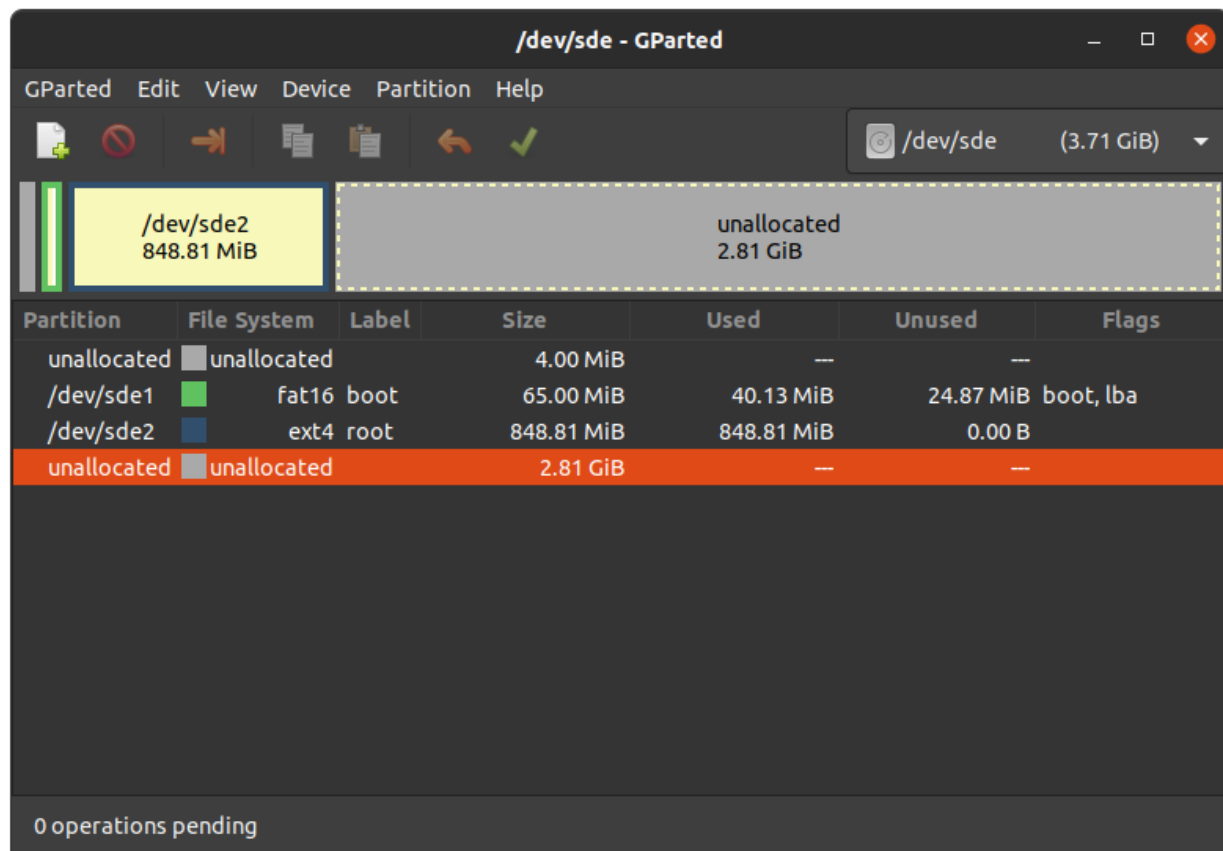 /dev/sde - GParted
GParted Edit View Device Partition Help
/dev/sde (3.71 GiB)
/dev/sde2
848.81 MiB
unallocated
2.81 GiB
Partition File System Label Size Used Unused Flags
unallocated unallocated 4.00 MiB --- ---
/dev/sde1 fat16 boot 65.00 MiB 40.13 MiB 24.87 MiB boot, lba
/dev/sde2 ext4 root 848.81 MiB 848.81 MiB 0.00 B
unallocated unallocated 2.81 GiB --- ---
0 operations pending